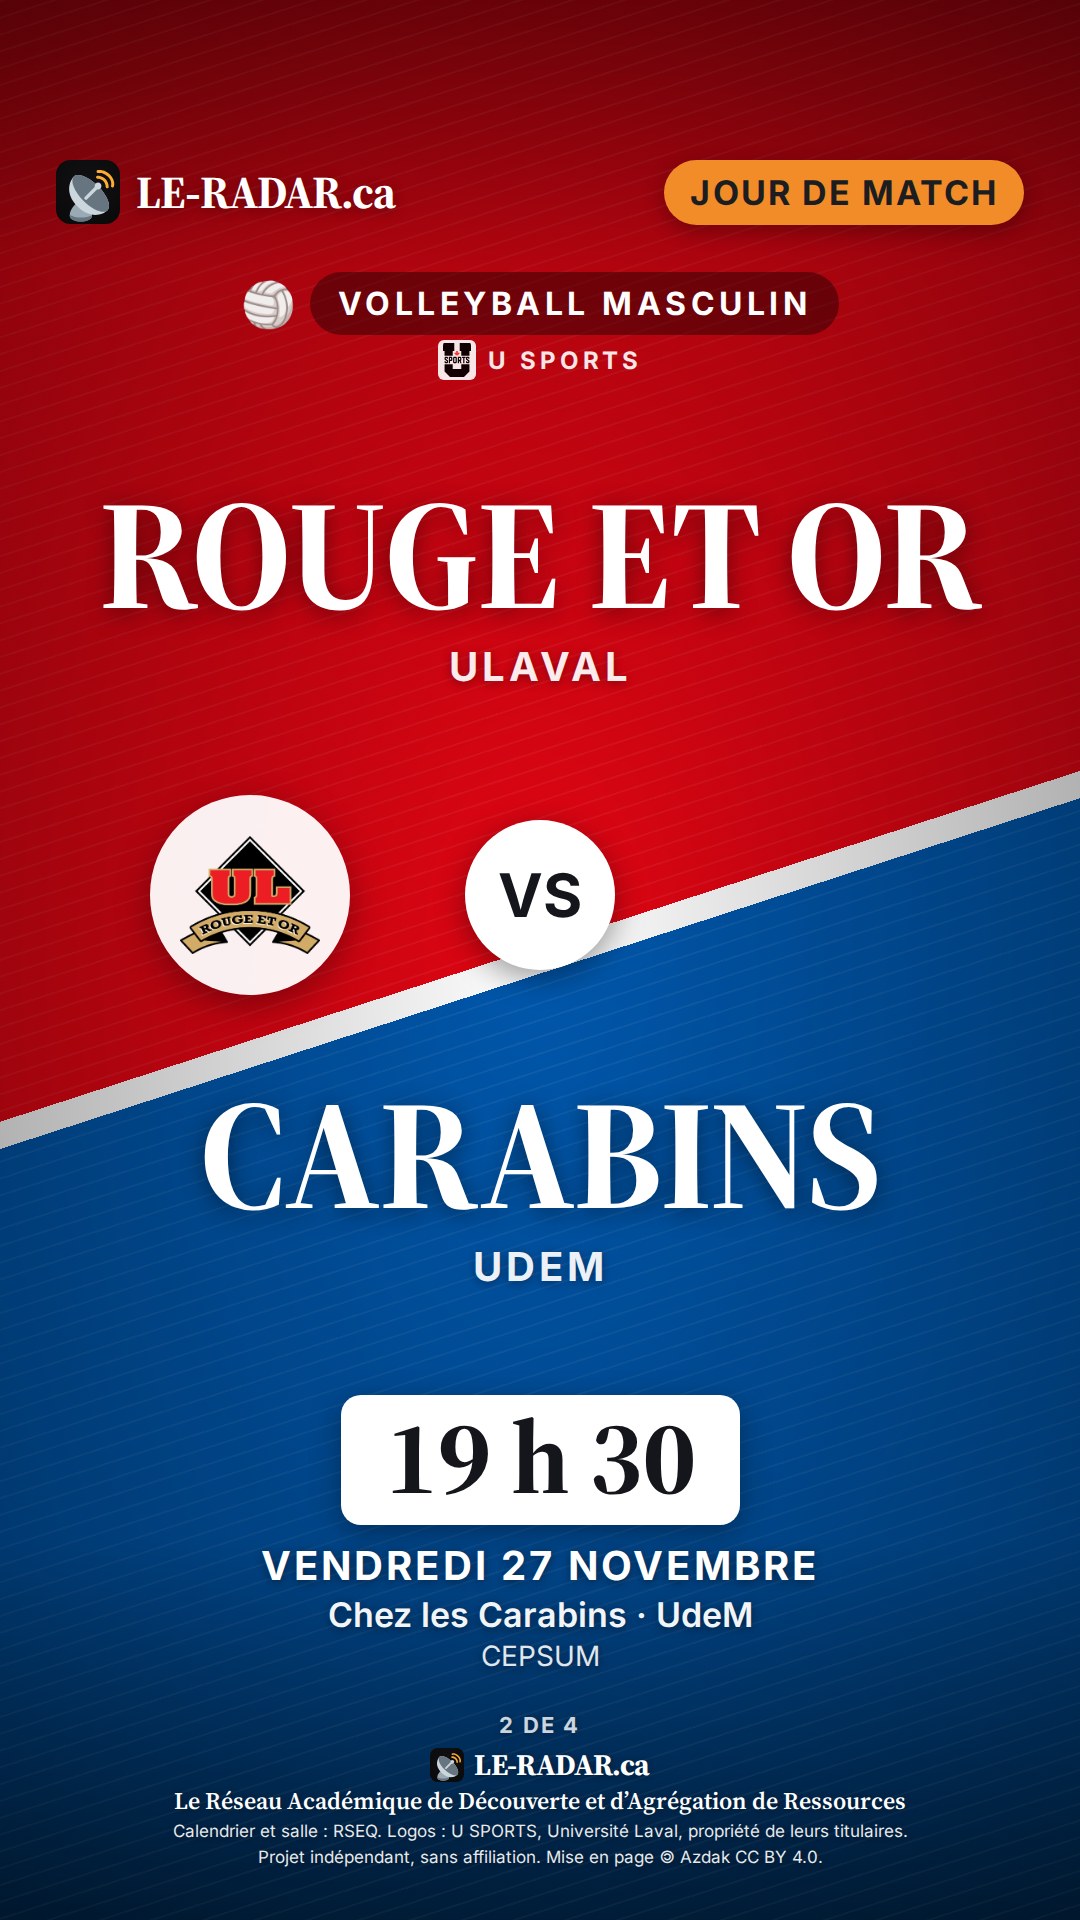 LE-RADAR.ca
JOUR DE MATCH
VOLLEYBALL MASCULIN
SPORTS
U SPORTS
ROUGE ET OR
ULAVAL
UL
ROUGE ET OR
VS
CARABINS
UDEM
19 h 30
VENDREDI 27 NOVEMBRE
Chez les Carabins · UdeM
CEPSUM
2 DE 4
LE-RADAR.ca
Le Réseau Académique de Découverte et d’Agrégation de Ressources
Calendrier et salle : RSEQ. Logos : U SPORTS, Université Laval, propriété de leurs titulaires.
Projet indépendant, sans affiliation. Mise en page 🄯 Azdak CC BY 4.0.